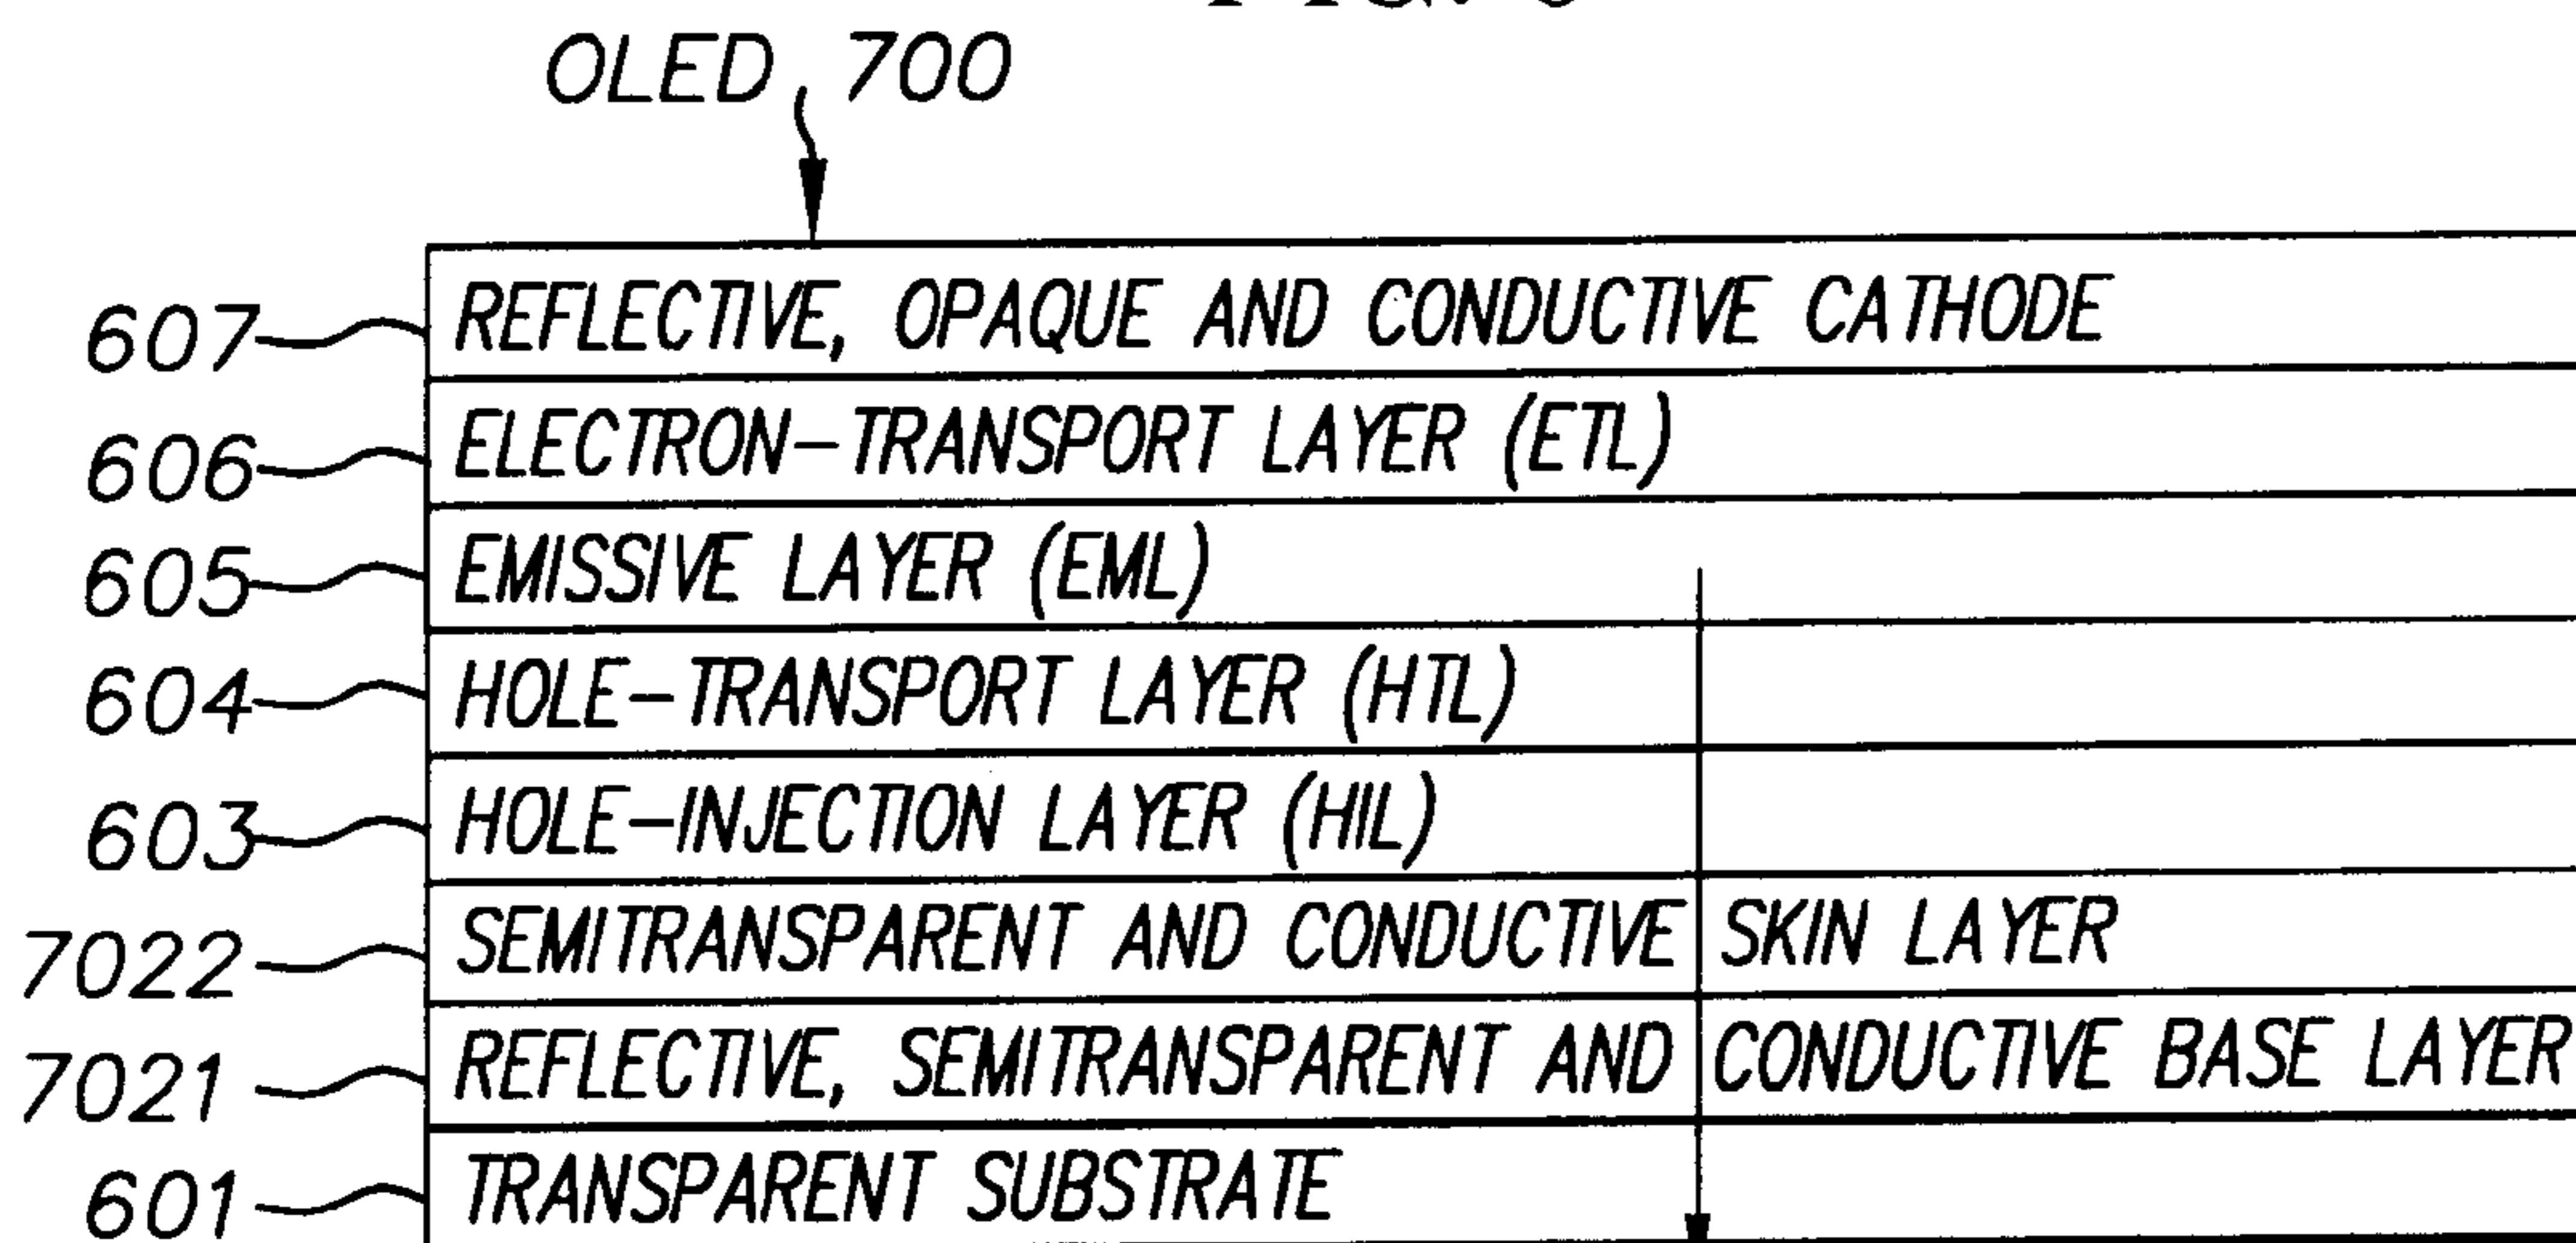 OLED 700
607 REFLECTIVE, OPAQUE AND CONDUCTIVE CATHODE
606 ELECTRON-TRANSPORT LAYER (ETL)
605 EMISSIVE LAYER (EML)
604 HOLE-TRANSPORT LAYER (HTL)
603 HOLE-INJECTION LAYER (HIL)
7022 SEMITRANSPARENT AND CONDUCTIVE SKIN LAYER
7021 REFLECTIVE, SEMITRANSPARENT AND CONDUCTIVE BASE LAYER
601 TRANSPARENT SUBSTRATE